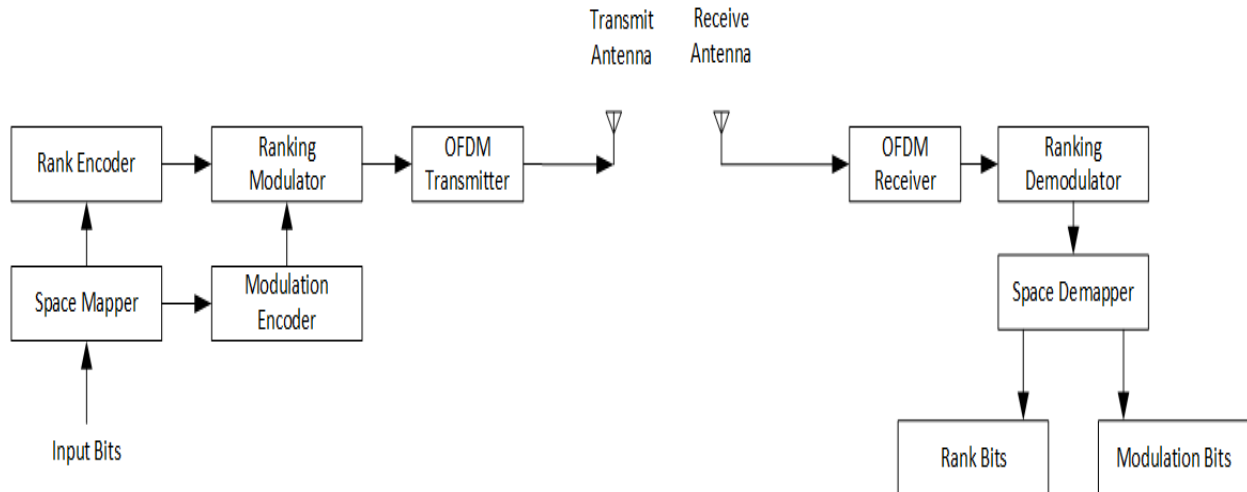 Transmit
Antenna
Receive
Antenna
Rank Encoder
Ranking
Modulator
OFDM
Transmitter
OFDM
Receiver
Ranking
Demodulator
Space Mapper
Modulation
Encoder
Space Demapper
Input Bits
Rank Bits
Modulation Bits